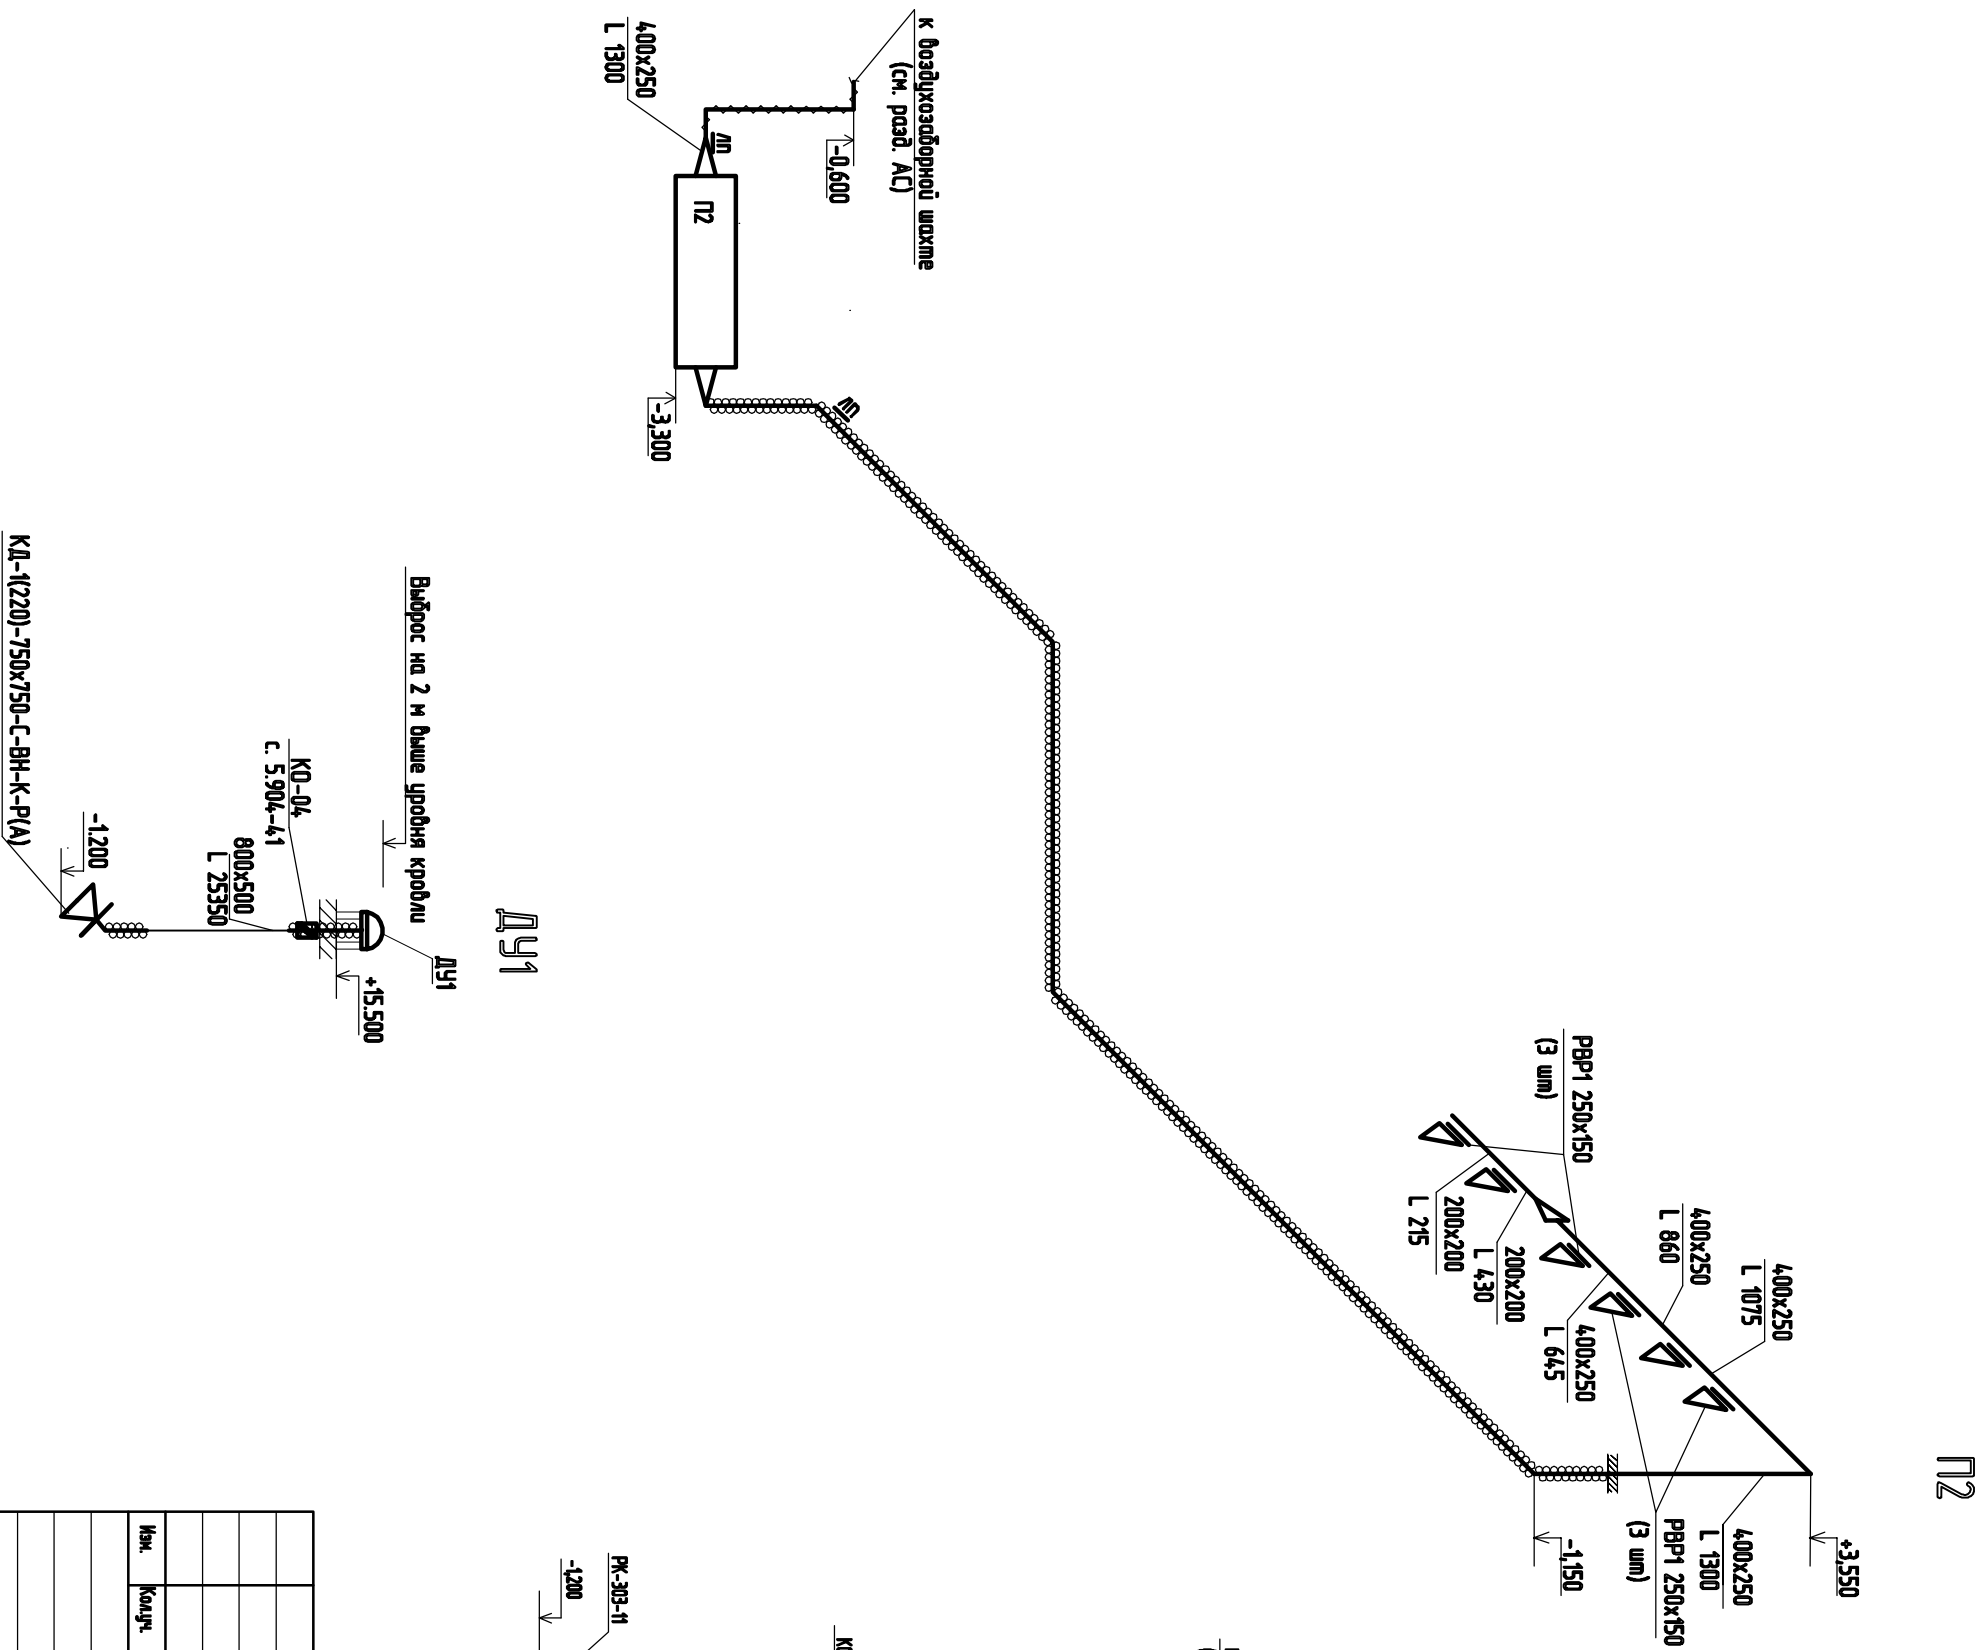 П2
+3,550
400х250
L 1075
400х250
L 860
РВР1 250х150
(3 шт)
200х200
L 215
200х200
L 430
400х250
L 645
400х250
L 1300
РВР1 250х150
(3 шт)
-1,150
к воздухозаборной шахте
(см. разд. АС)
-0,600
400х250
L 1300
ЛП
П2
ЛП
-3,300
ДУ1
ДУ1
Выброс на 2 м выше уровня кровли
+15.500
КО-04
с. 5.904-41
800х500
L 25350
-1.200
КД-1(220)-750х750-С-ВН-К-Р(А)
РК-303-11
-1,200
Изм.
Кол.уч.